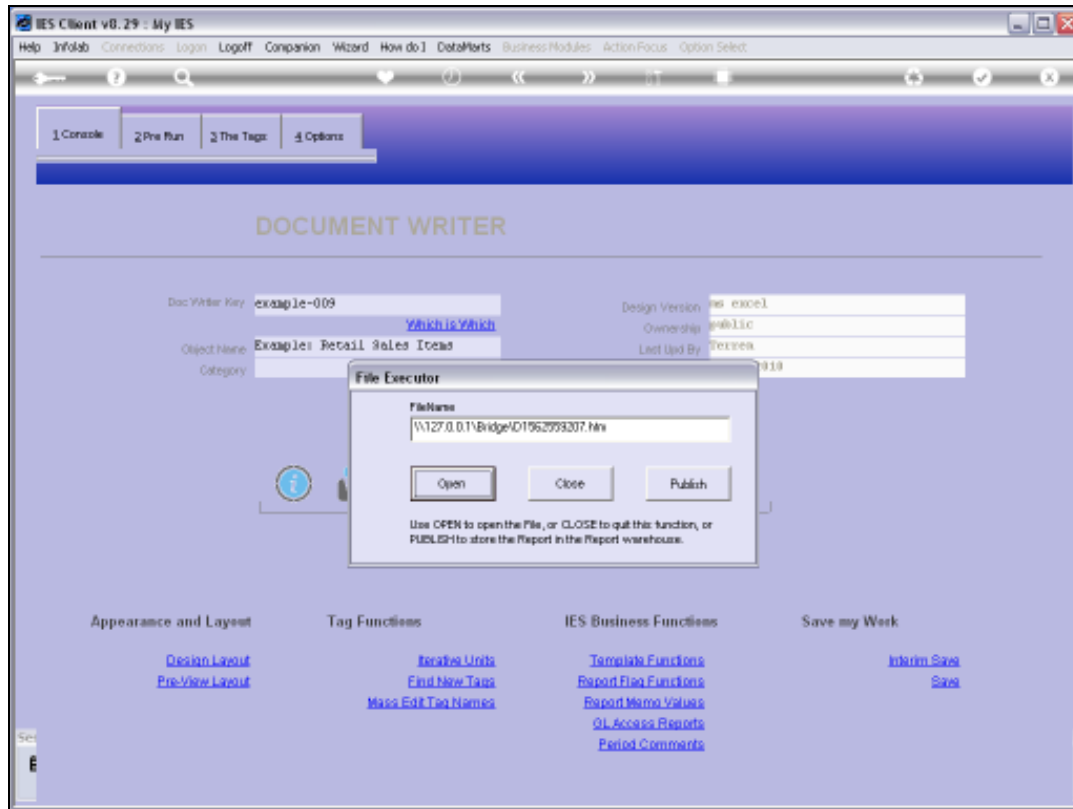 IES Client v8.29 : My IES
Help Infolab Connections Logon Logoff Companion Wizard How do I DataMarts Business Modules Action Focus Option Select
1 Console 2 Pre Run 3 The Tags 4 Options
DOCUMENT WRITER
Doc Writer Key example-009 Design Version ms excel
Which is Which Ownership public
Object Name Example: Retail Sales Items Last Upd By
Category 2010
File Executor
FileName
\\127.0.0.1\Bridge\D1562959207.htm
Open Close Publish
Use OPEN to open the File, or CLOSE to quit this function, or
PUBLISH to store the Report in the Report warehouse.
Appearance and Layout Tag Functions IES Business Functions Save my Work
Design Layout Iterative Units Template Functions Interim Save
Pre-View Layout Find New Tags Report Flag Functions Save
Mass Edit Tag Names Report Memo Values
GL Access Reports
Period Comments